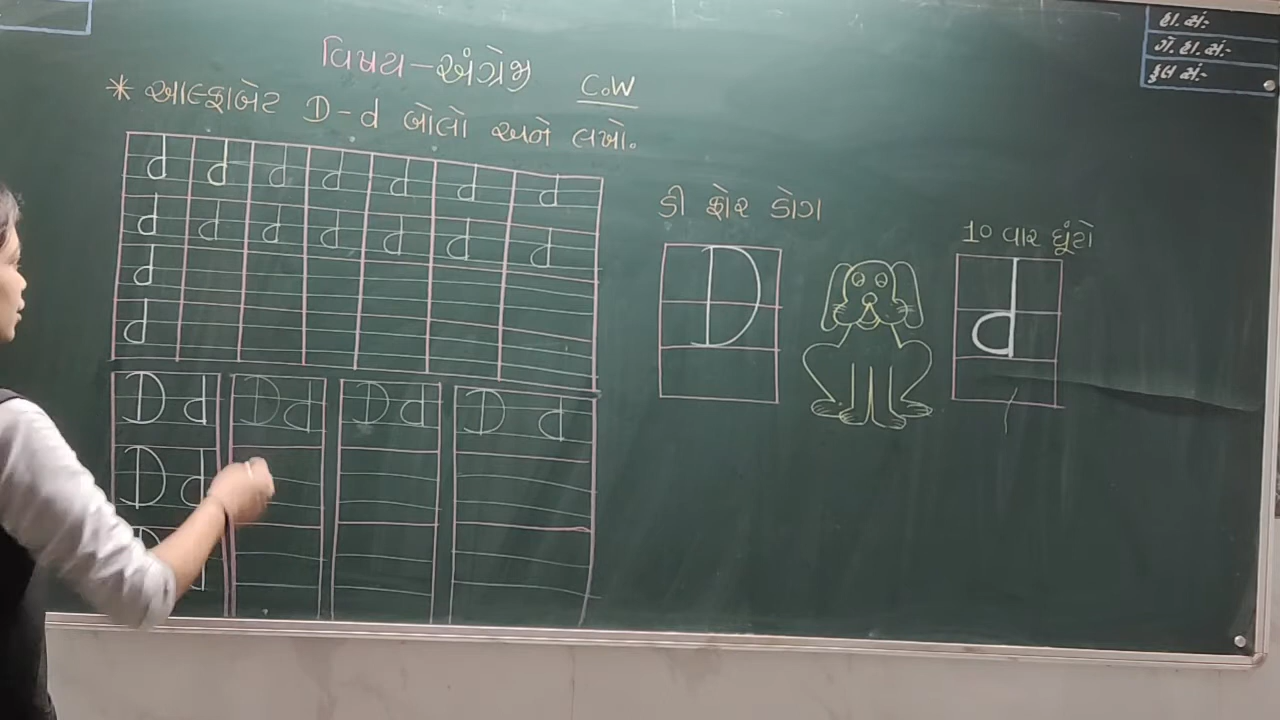 વિષય-અંગ્રેજી C.W
* આલ્ફાબેટ D-d બોલો અને લખો.
d d d d d d d
d d d d d d d
d
d
D d D d D d D d
D d
ડી ફોર ડોગ
D
10 વાર ઘૂંટો
d
હા. સં:-
ગે. હા. સં:-
કુલ સં:-